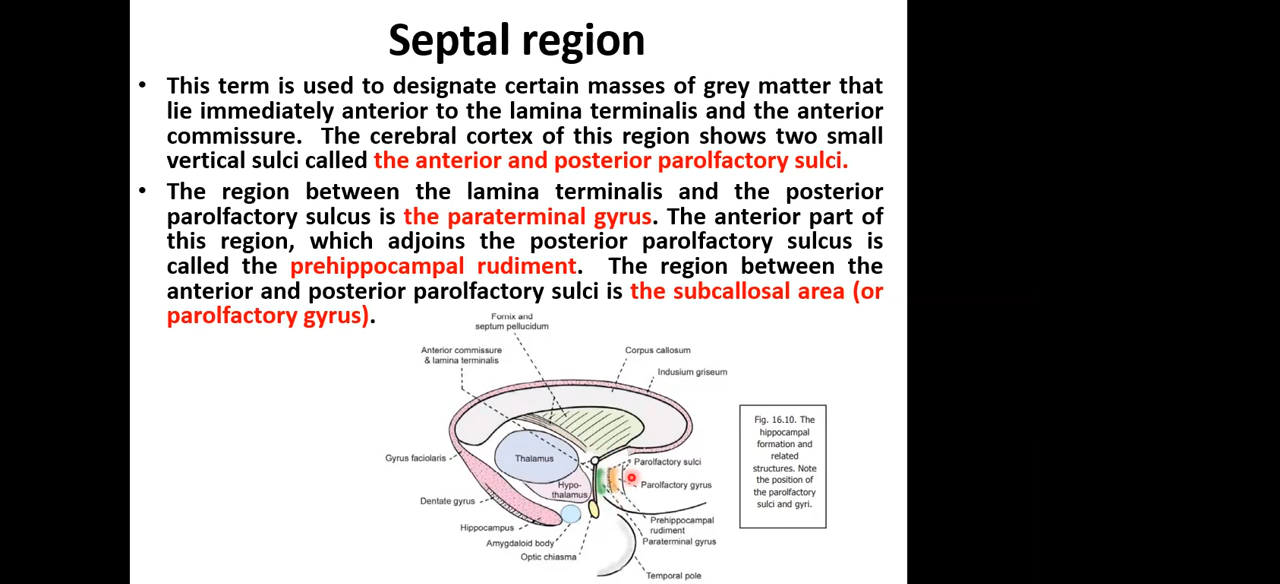 Septal region
• This term is used to designate certain masses of grey matter that
lie immediately anterior to the lamina terminalis and the anterior
commissure. The cerebral cortex of this region shows two small
vertical sulci called the anterior and posterior parolfactory sulci.
• The region between the lamina terminalis and the posterior
parolfactory sulcus is the paraterminal gyrus. The anterior part of
this region, which adjoins the posterior parolfactory sulcus is
called the prehippocampal rudiment. The region between the
anterior and posterior parolfactory sulci is the subcallosal area (or
parolfactory gyrus).
Fornix and
septum pellucidum
Anterior commissure
& lamina terminalis
Corpus callosum
Indusium griseum
Gyrus faciolaris
Thalamus
Hypo-
thalamus
Parolfactory sulci
Parolfactory gyrus
Dentate gyrus
Hippocampus
Amygdaloid body
Optic chiasma
Prehippocampal
rudiment
Paraterminal gyrus
Temporal pole
Fig. 16.10. The
hippocampal
formation and
related
structures. Note
the position of
the parolfactory
sulci and gyri.